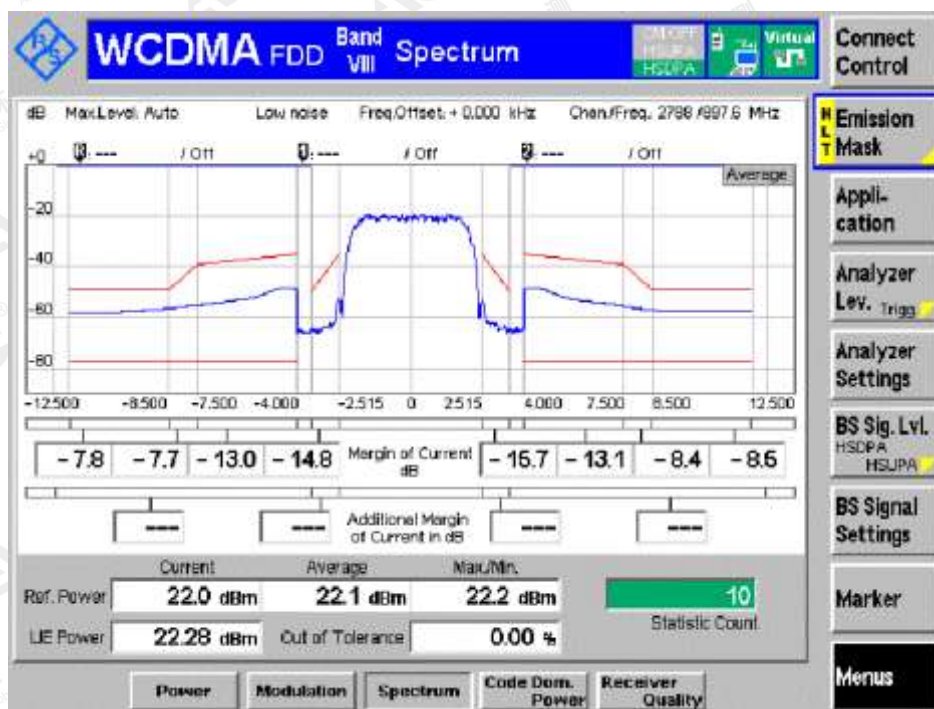 WCDMA FDD Band VIII Spectrum
HSDPA
Virtual
Connect Control
dB Max.Level: Auto Low noise Freq.Offset: + 0.000 kHz Chan./Freq.: 2788 /897.6 MHz
--- / Off --- / Off 2: --- / Off
Average
+0
-20
-40
-60
-80
-12.500 -8.500 -7.500 -4.000 -2.515 0 2.515 4.000 7.500 8.500 12.500
-7.8 -7.7 -13.0 -14.8 Margin of Current dB -15.7 -13.1 -8.4 -8.5
--- --- Additional Margin of Current in dB --- ---
Current Average Max./Min.
Ref. Power 22.0 dBm 22.1 dBm 22.2 dBm 10
Statistic Count
UE Power 22.28 dBm Out of Tolerance 0.00 %
Power Modulation Spectrum Code Dom. Power Receiver Quality
HLT
Emission Mask
Appli-
cation
Analyzer
Lev. Trigg.
Analyzer
Settings
BS Sig. Lvl.
HSDPA
HSUPA
BS Signal
Settings
Marker
Menus